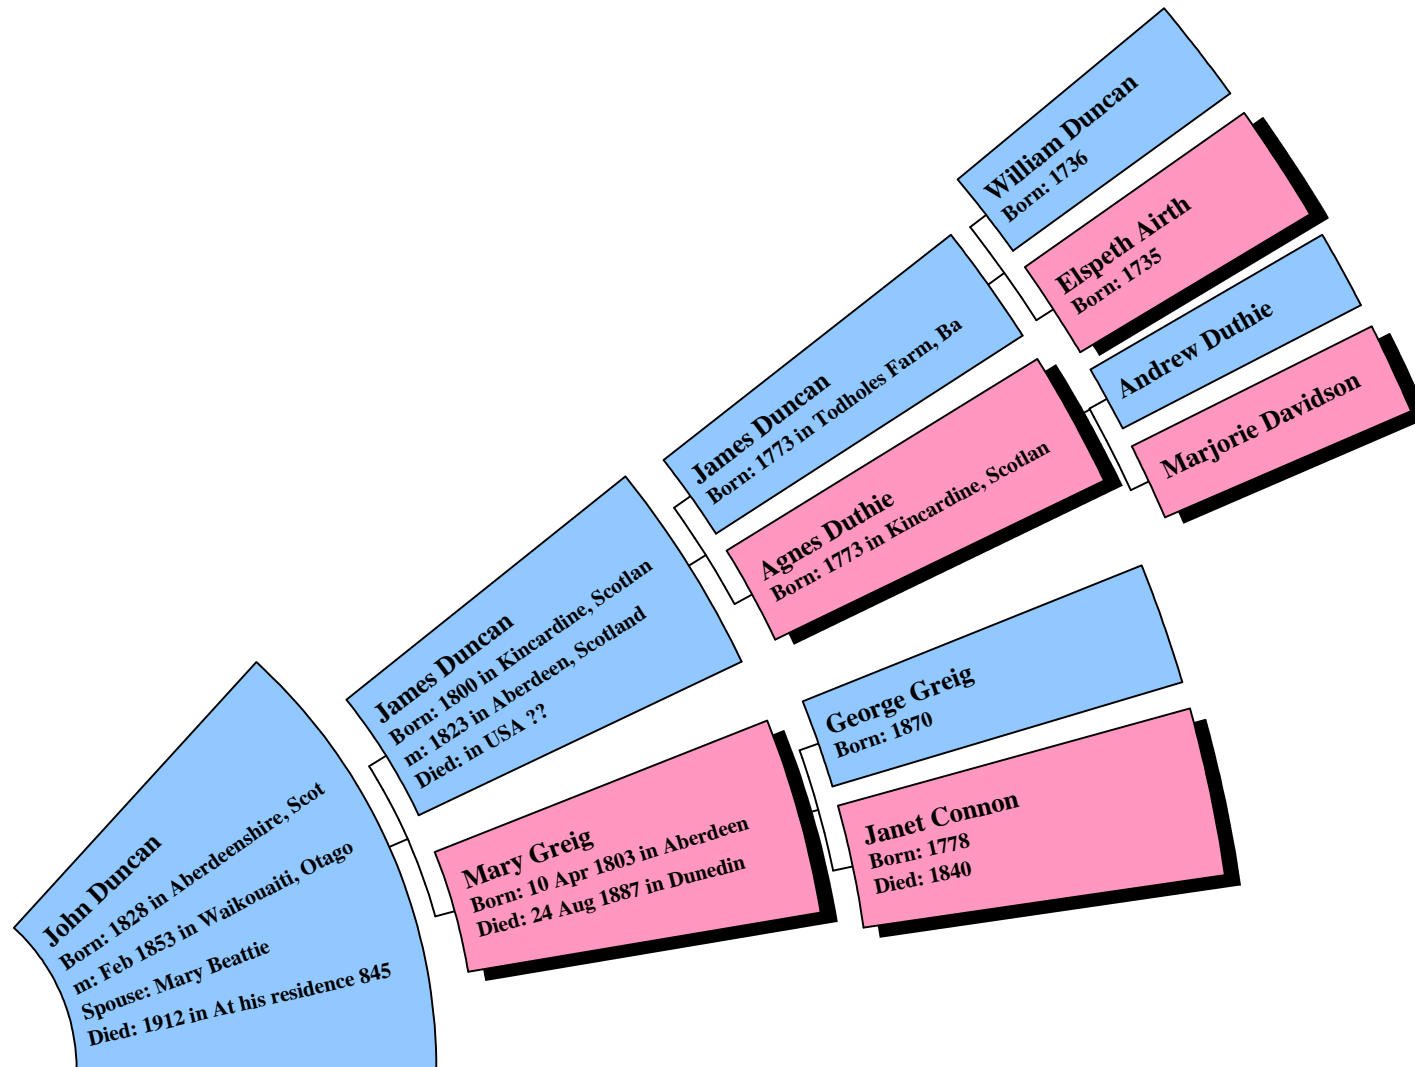 William Duncan
Born: 1736
Elspeth Airth
Born: 1735
Andrew Duthie
Marjorie Davidson
James Duncan
Born: 1773 in Todholes Farm, Ba
Agnes Duthie
Born: 1773 in Kincardine, Scotlan
James Duncan
Born: 1800 in Kincardine, Scotlan
m: 1823 in Aberdeen, Scotland
Died: in USA ??
George Greig
Born: 1870
Janet Connon
Born: 1778
Died: 1840
Mary Greig
Born: 10 Apr 1803 in Aberdeen
Died: 24 Aug 1887 in Dunedin
John Duncan
Born: 1828 in Aberdeenshire, Scot
m: Feb 1853 in Waikouaiti, Otago
Spouse: Mary Beattie
Died: 1912 in At his residence 845